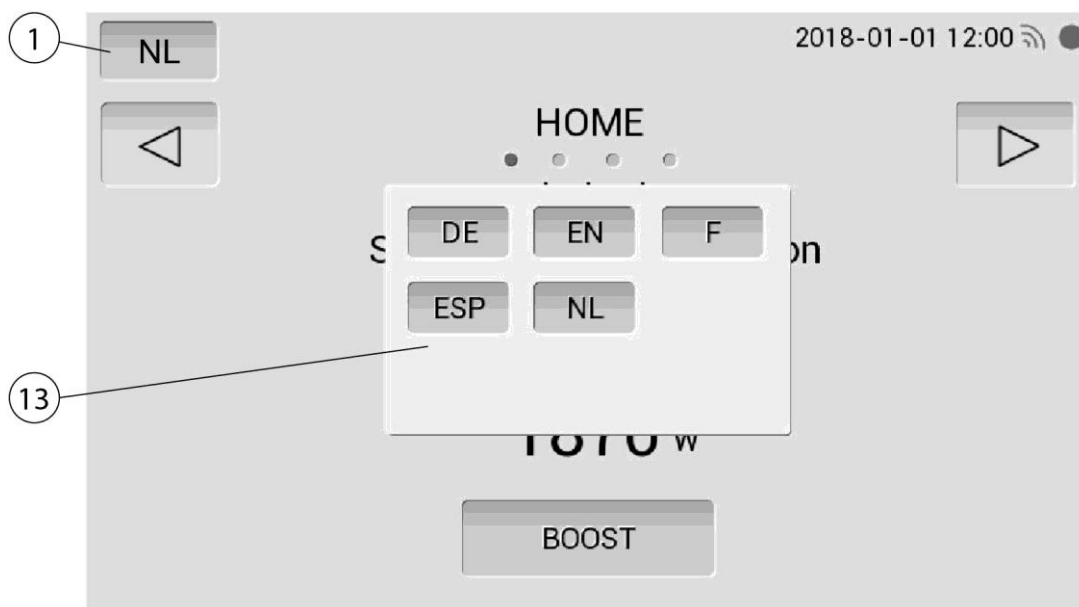 1
NL
2018-01-01 12:00
HOME
DE EN F
ESP NL
13
W
BOOST